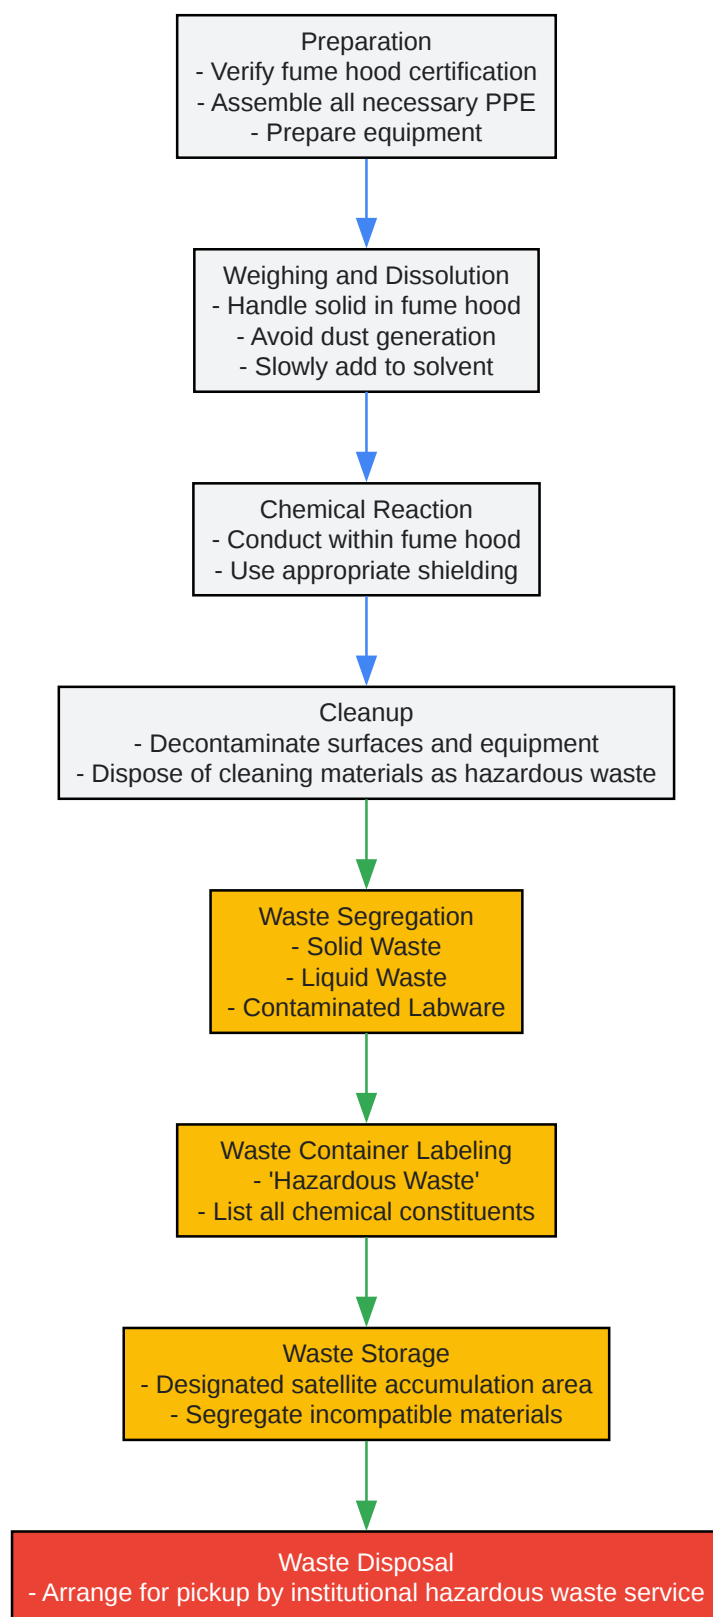 Preparation
- Verify fume hood certification
- Assemble all necessary PPE
- Prepare equipment
Weighing and Dissolution
- Handle solid in fume hood
- Avoid dust generation
- Slowly add to solvent
Chemical Reaction
- Conduct within fume hood
- Use appropriate shielding
Cleanup
- Decontaminate surfaces and equipment
- Dispose of cleaning materials as hazardous waste
Waste Segregation
- Solid Waste
- Liquid Waste
- Contaminated Labware
Waste Container Labeling
- 'Hazardous Waste'
- List all chemical constituents
Waste Storage
- Designated satellite accumulation area
- Segregate incompatible materials
Waste Disposal
- Arrange for pickup by institutional hazardous waste service